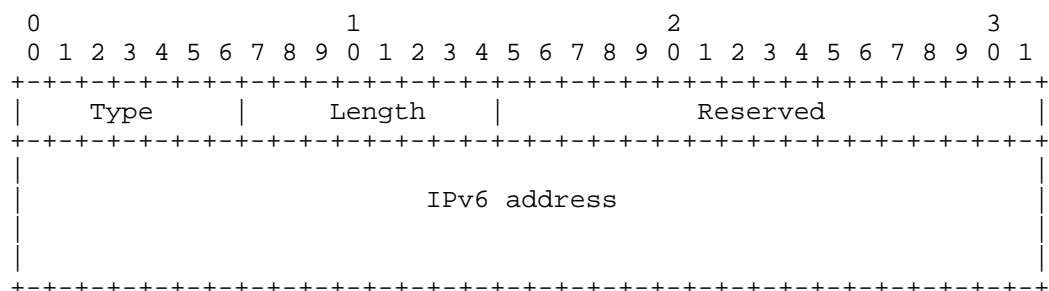 0                   1                   2                   3
0 1 2 3 4 5 6 7 8 9 0 1 2 3 4 5 6 7 8 9 0 1 2 3 4 5 6 7 8 9 0 1
+-+-+-+-+-+-+-+-+-+-+-+-+-+-+-+-+-+-+-+-+-+-+-+-+-+-+-+-+-+-+-+-+
|    Type     |     Length    |            Reserved             |
+-+-+-+-+-+-+-+-+-+-+-+-+-+-+-+-+-+-+-+-+-+-+-+-+-+-+-+-+-+-+-+-+
|                                                               |
|                         IPv6 address                          |
|                                                               |
|                                                               |
+-+-+-+-+-+-+-+-+-+-+-+-+-+-+-+-+-+-+-+-+-+-+-+-+-+-+-+-+-+-+-+-+